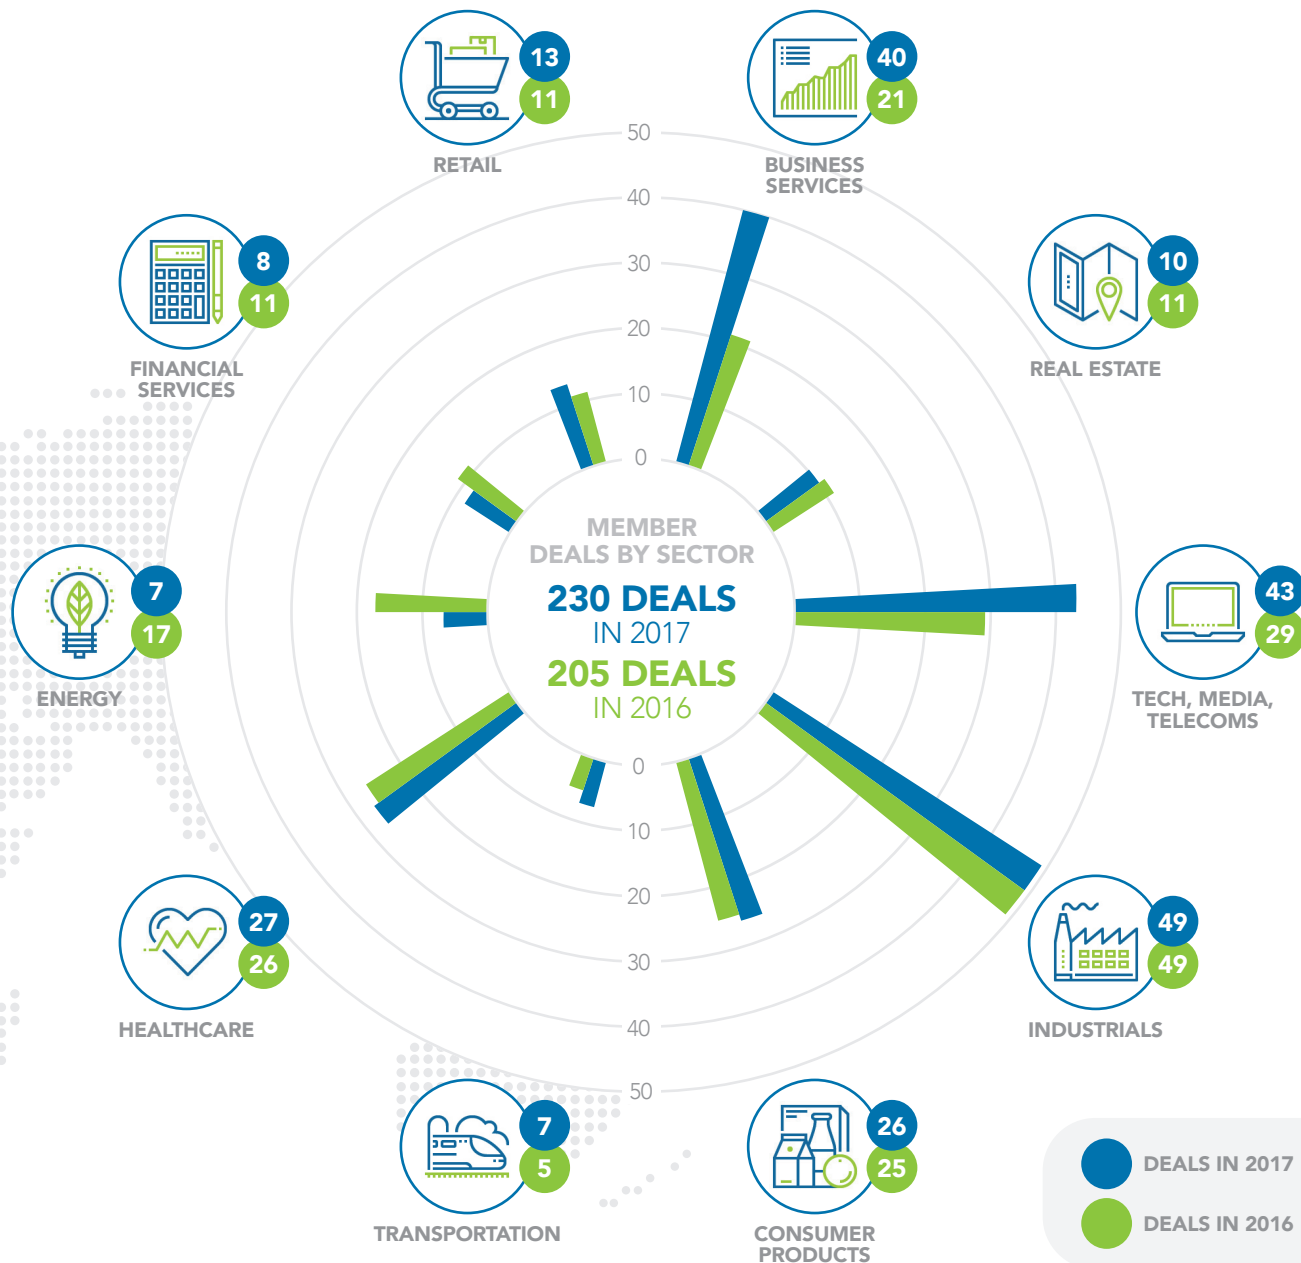 13
11
RETAIL
40
21
BUSINESS
SERVICES
8
11
FINANCIAL
SERVICES
10
11
REAL ESTATE
7
17
ENERGY
43
29
TECH, MEDIA,
TELECOMS
50
40
30
20
10
0
MEMBER
DEALS BY SECTOR
230 DEALS
IN 2017
205 DEALS
IN 2016
0
10
20
30
40
50
27
26
HEALTHCARE
49
49
INDUSTRIALS
7
5
TRANSPORTATION
26
25
CONSUMER
PRODUCTS
DEALS IN 2017
DEALS IN 2016